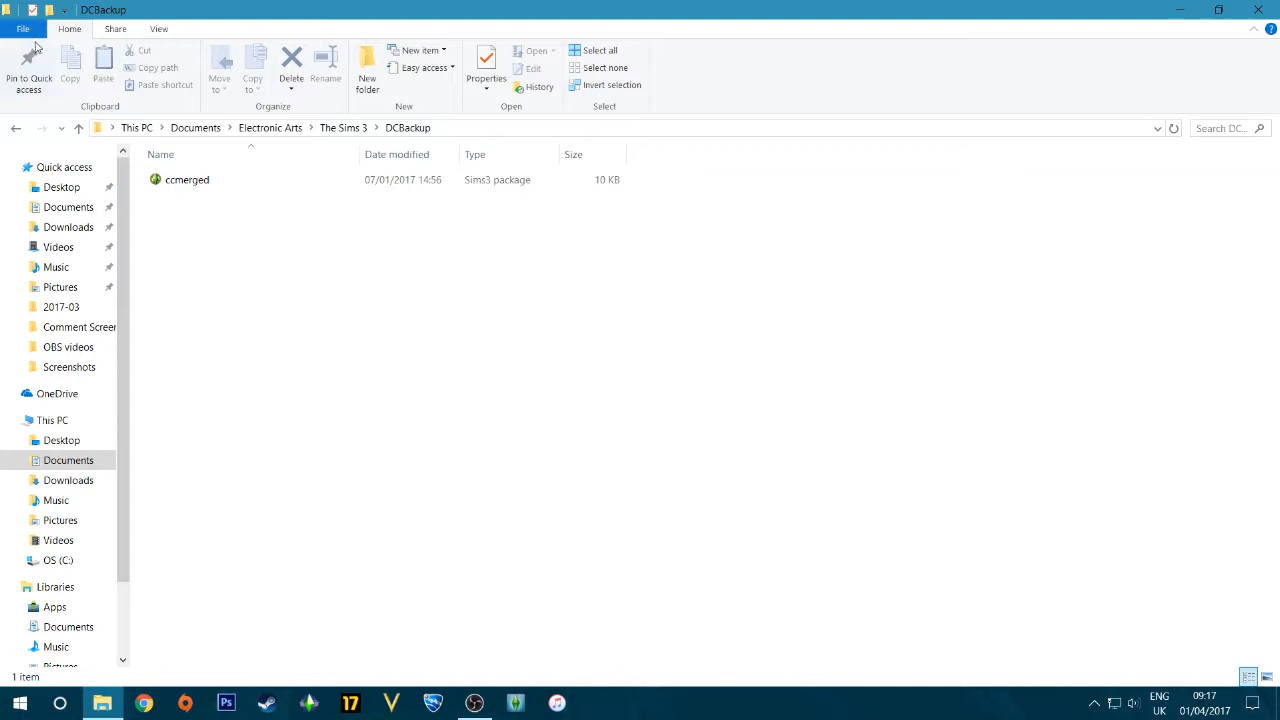 DCBackup
File
Home
Share
View
Pin to Quick
access
Copy
Paste
Cut
Copy path
Paste shortcut
Clipboard
Move
to
Copy
to
Delete
Rename
Organize
New
folder
New item
Easy access
New
Properties
Open
Edit
History
Open
Select all
Select none
Invert selection
Select
This PC
Documents
Electronic Arts
The Sims 3
DCBackup
Search DC...
Name
Date modified
Type
Size
ccmerged
07/01/2017 14:56
Sims3 package
10 KB
Quick access
Desktop
Documents
Downloads
Videos
Music
Pictures
2017-03
Comment Screer
OBS videos
Screenshots
OneDrive
This PC
Desktop
Documents
Downloads
Music
Pictures
Videos
OS (C:)
Libraries
Apps
Documents
Music
Pictures
1 item
Ps
17
V
ENG
UK
09:17
01/04/2017